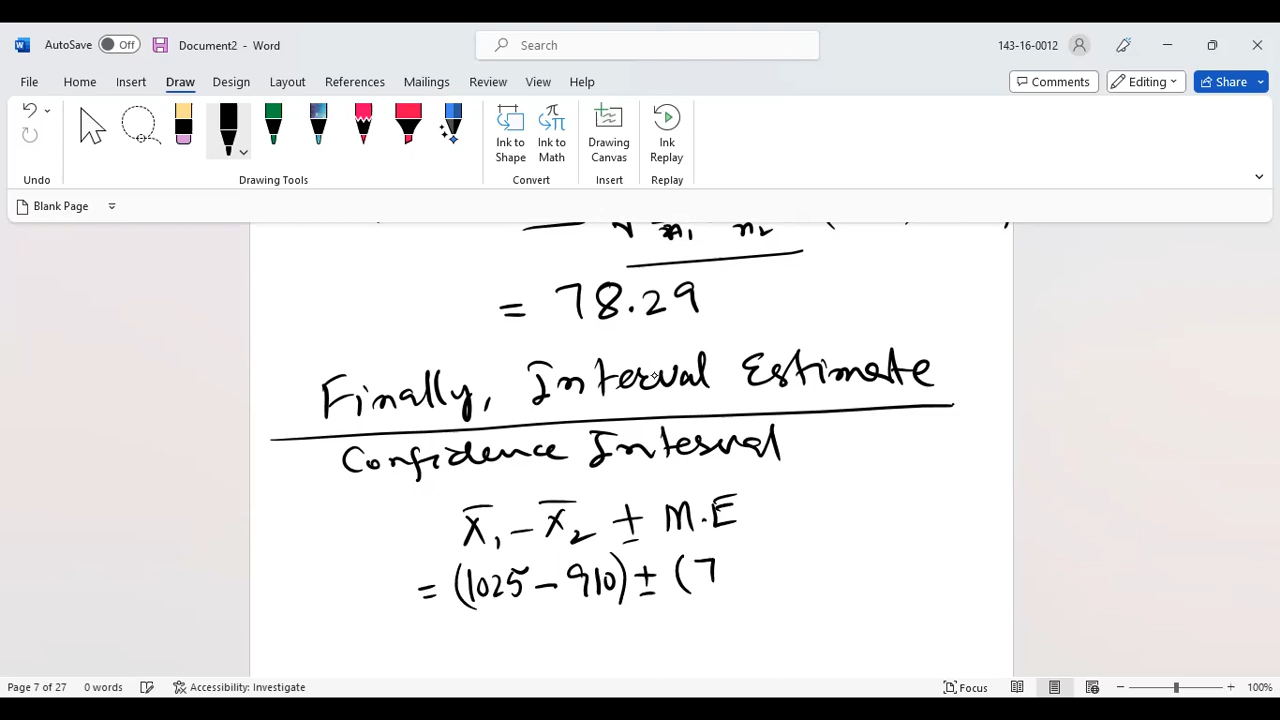 AutoSave Off Document2 - Word Search 143-16-0012
File Home Insert Draw Design Layout References Mailings Review View Help Comments Editing Share
Undo Drawing Tools Ink to Shape Ink to Math Convert Drawing Canvas Insert Ink Replay Replay
Blank Page
n₁ n₂
= 78.29
Finally, Interval Estimate
Confidence Interval
X̄₁ - X̄₂ ± M.E
= (1025 - 910) ± (7
Page 7 of 27 0 words Accessibility: Investigate Focus 100%